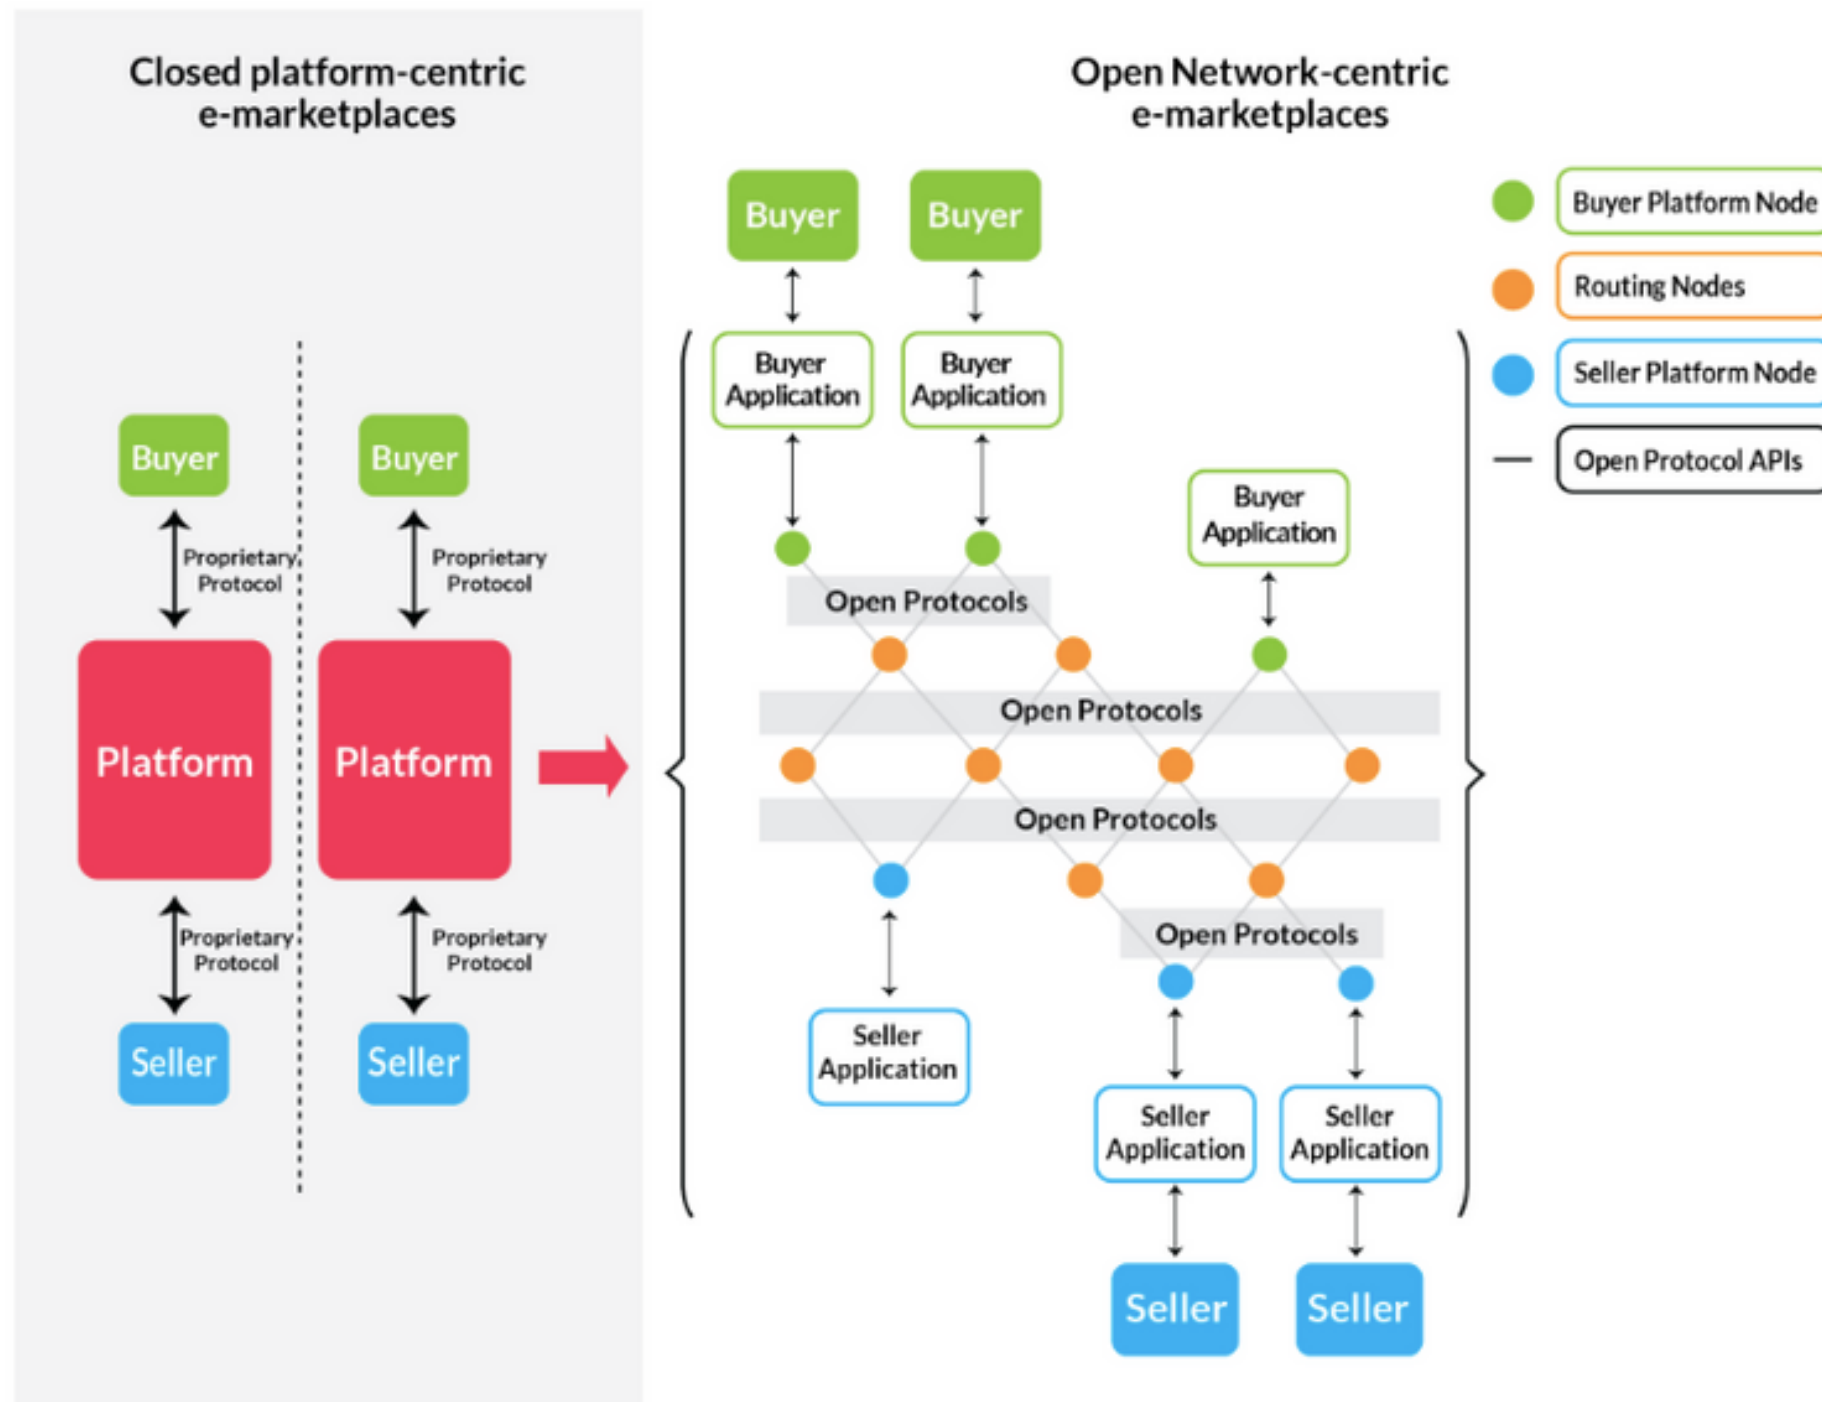 Closed platform-centric
e-marketplaces
Buyer
Buyer
Proprietary
Protocol
Proprietary
Protocol
Platform
Platform
Proprietary
Protocol
Proprietary
Protocol
Seller
Seller
Open Network-centric
e-marketplaces
Buyer
Buyer
Buyer
Application
Buyer
Application
Buyer
Application
Open Protocols
Open Protocols
Open Protocols
Open Protocols
Seller
Application
Seller
Application
Seller
Application
Seller
Seller
Buyer Platform Node
Routing Nodes
Seller Platform Node
Open Protocol APIs